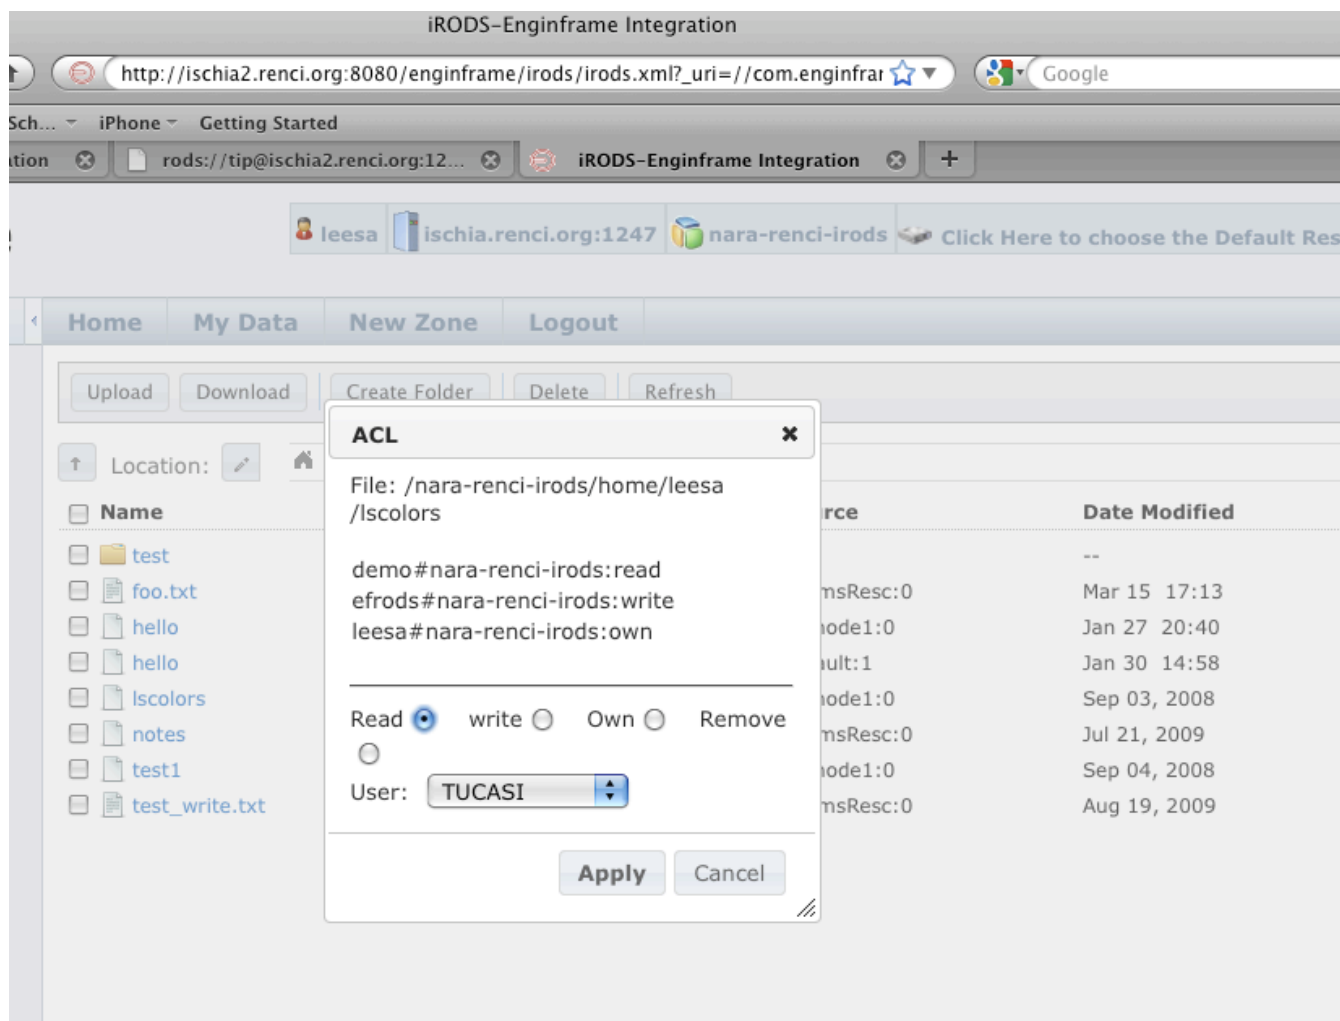 iRODS-Enginframe Integration
http://ischia2.renci.org:8080/enginframe/irods/irods.xml?_uri=//com.enginfrar Google
Sch... iPhone Getting Started
ation rods://tip@ischia2.renci.org:12... iRODS-Enginframe Integration +
leesa ischia.renci.org:1247 nara-renci-irods Click Here to choose the Default Res
Home My Data New Zone Logout
Upload Download Create Folder Delete Refresh
ACL
Location:
File: /nara-renci-irods/home/leesa
/lscolors
Name rce Date Modified
test --
demo#nara-renci-irods:read
foo.txt msResc:0 Mar 15 17:13
efrods#nara-renci-irods:write
hello node1:0 Jan 27 20:40
leesa#nara-renci-irods:own
hello ault:1 Jan 30 14:58
lscolors node1:0 Sep 03, 2008
Read write Own Remove
notes msResc:0 Jul 21, 2009
test1 node1:0 Sep 04, 2008
User: TUCASI
test_write.txt msResc:0 Aug 19, 2009
Apply Cancel